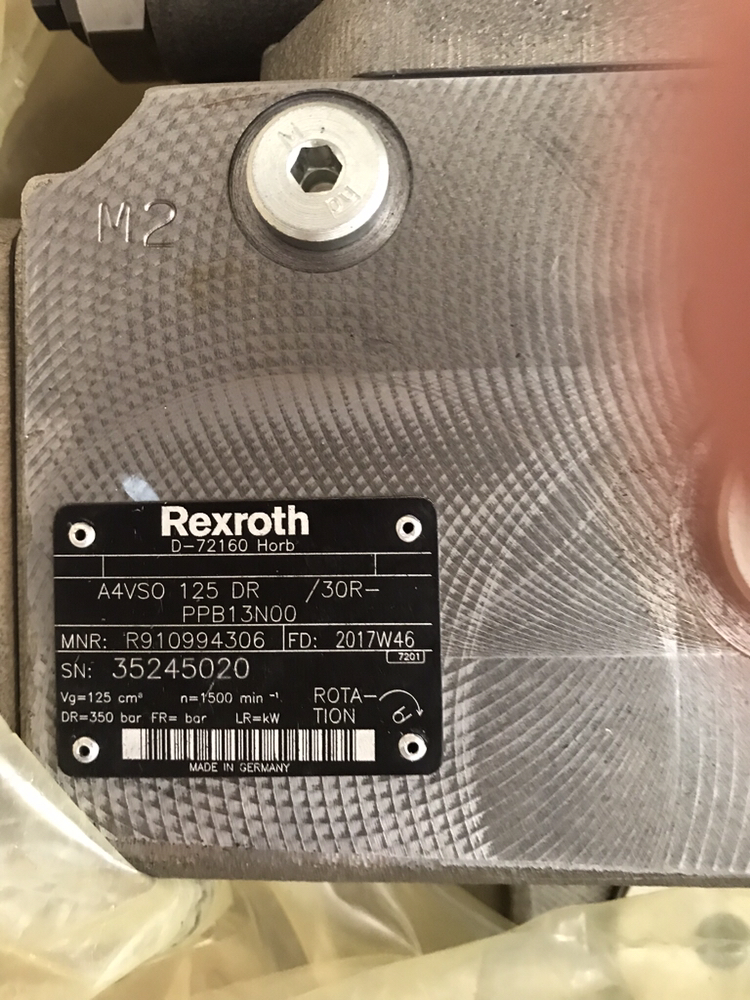 M2
Rexroth
D-72160 Horb
A4VSO 125 DR /30R-
PPB13N00
MNR: R910994306 FD: 2017W46
7201
SN: 35245020
Vg=125 cm³ n=1500 min⁻¹ ROTA-
DR=350 bar FR= bar LR=kW TION
MADE IN GERMANY